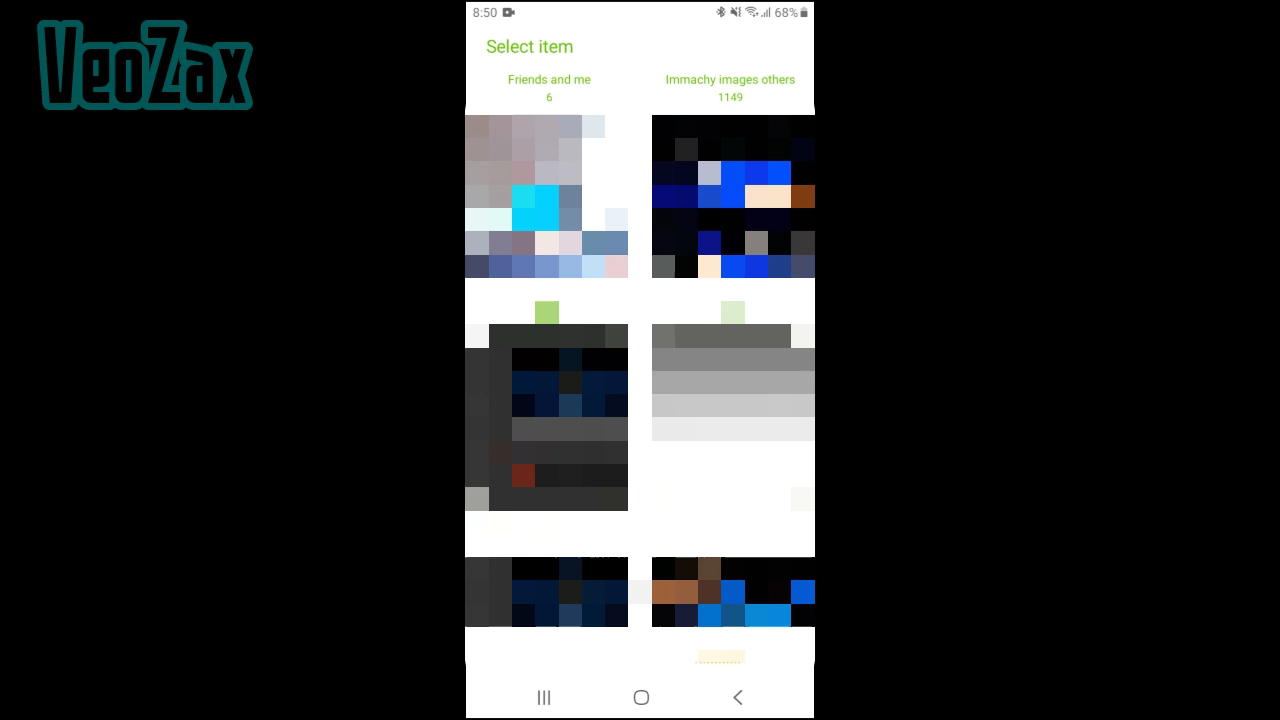 VeoZax
8:50
68%
Select item
Friends and me
6
Immachy images others
1149